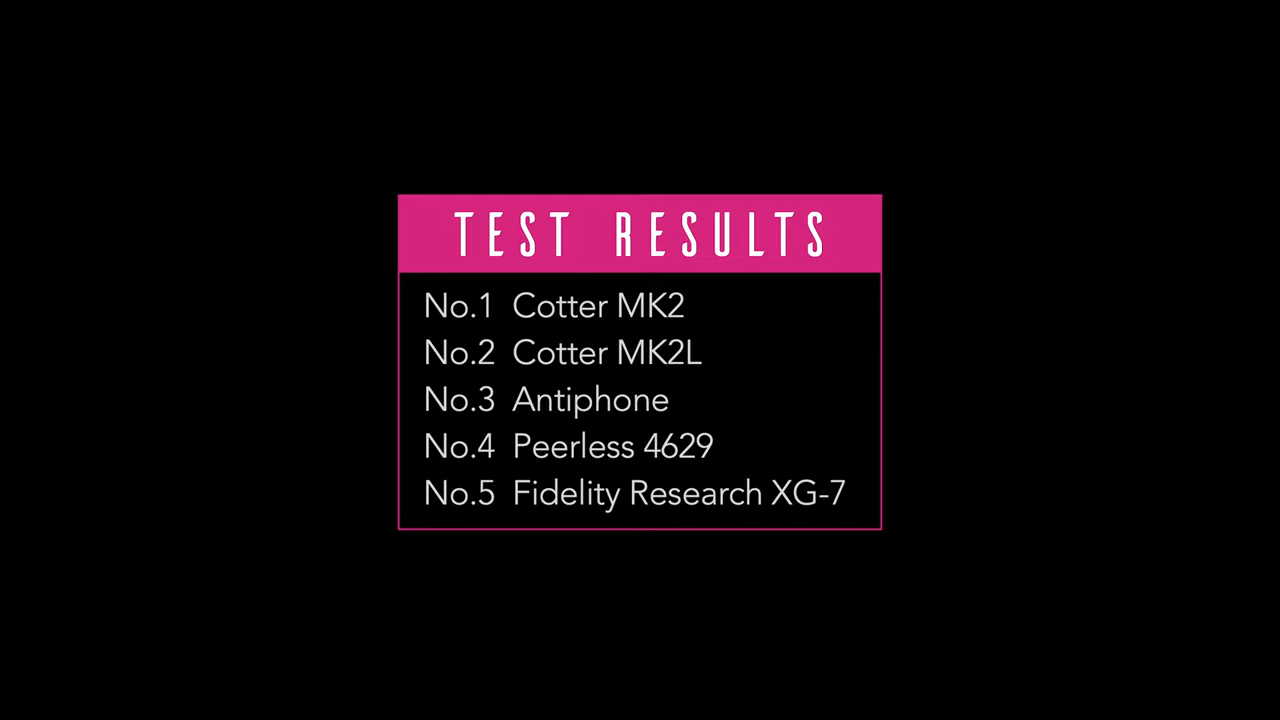 TEST RESULTS
No.1 Cotter MK2
No.2 Cotter MK2L
No.3 Antiphone
No.4 Peerless 4629
No.5 Fidelity Research XG-7